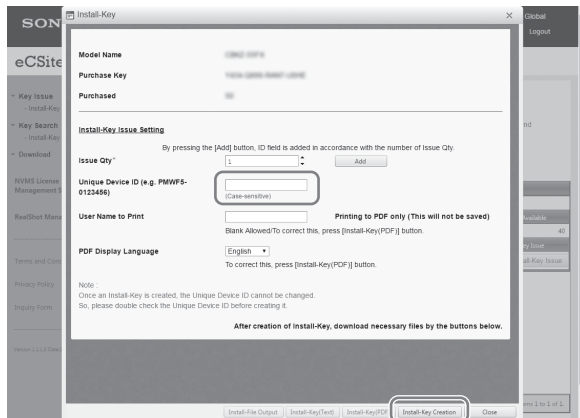 SON
Install-Key
×
Global
Logout
eCSite
Model Name
Purchase Key
Purchased
Key Issue
- Install-Key
Key Search
- Install-Key
Download
NVMS License
Management S
RealShot Mana
Terms and Con
Privacy Policy
Inquiry Form
Install-Key Issue Setting
By pressing the [Add] button, ID field is added in accordance with the number of Issue Qty.
Issue Qty*
1
Add
Unique Device ID (e.g. PMWF5-
0123456)
(Case-sensitive)
User Name to Print
Printing to PDF only (This will not be saved)
Blank Allowed/To correct this, press [Install-Key(PDF)] button.
PDF Display Language
English
To correct this, press [Install-Key(PDF)] button.
Note :
Once an Install-Key is created, the Unique Device ID cannot be changed.
So, please double check the Unique Device ID before creating it.
After creation of Install-Key, download necessary files by the buttons below.
nd
Available
40
ey Issue
all-Key Issue
ems 1 to 1 of 1.
Install-File Output
Install-Key(Text)
Install-Key(PDF
Install-Key Creation
Close